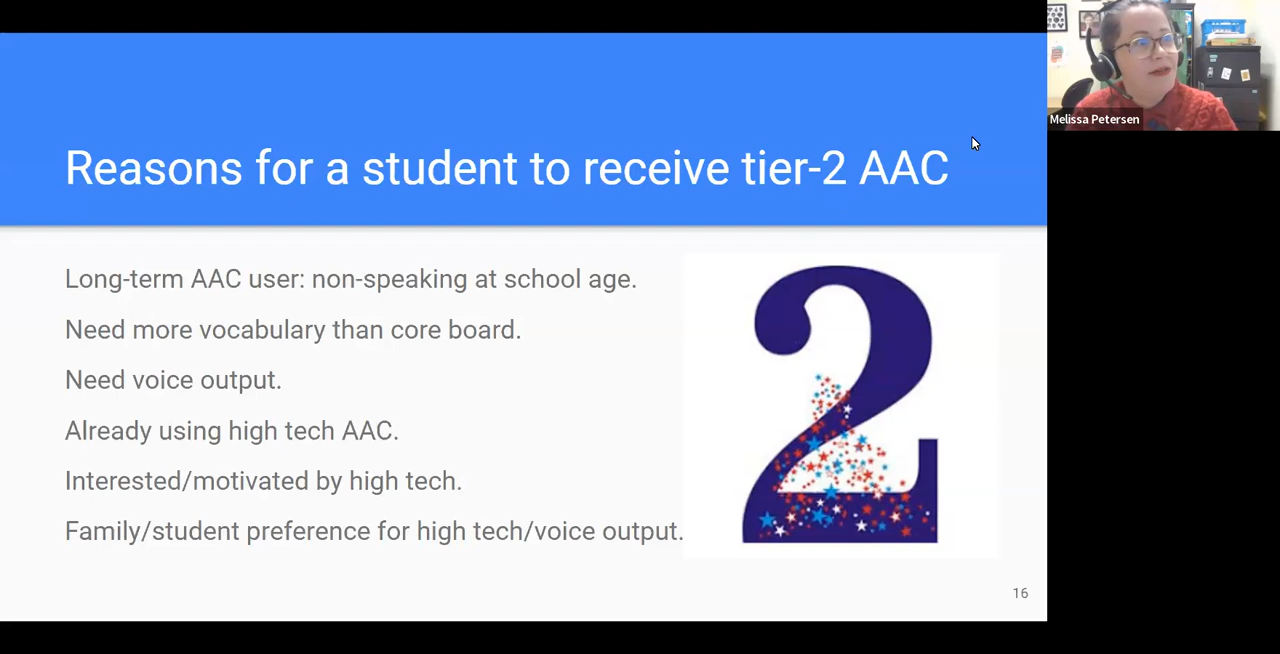 Melissa Petersen
Reasons for a student to receive tier-2 AAC
Long-term AAC user: non-speaking at school age.
Need more vocabulary than core board.
Need voice output.
Already using high tech AAC.
Interested/motivated by high tech.
Family/student preference for high tech/voice output.
2
16